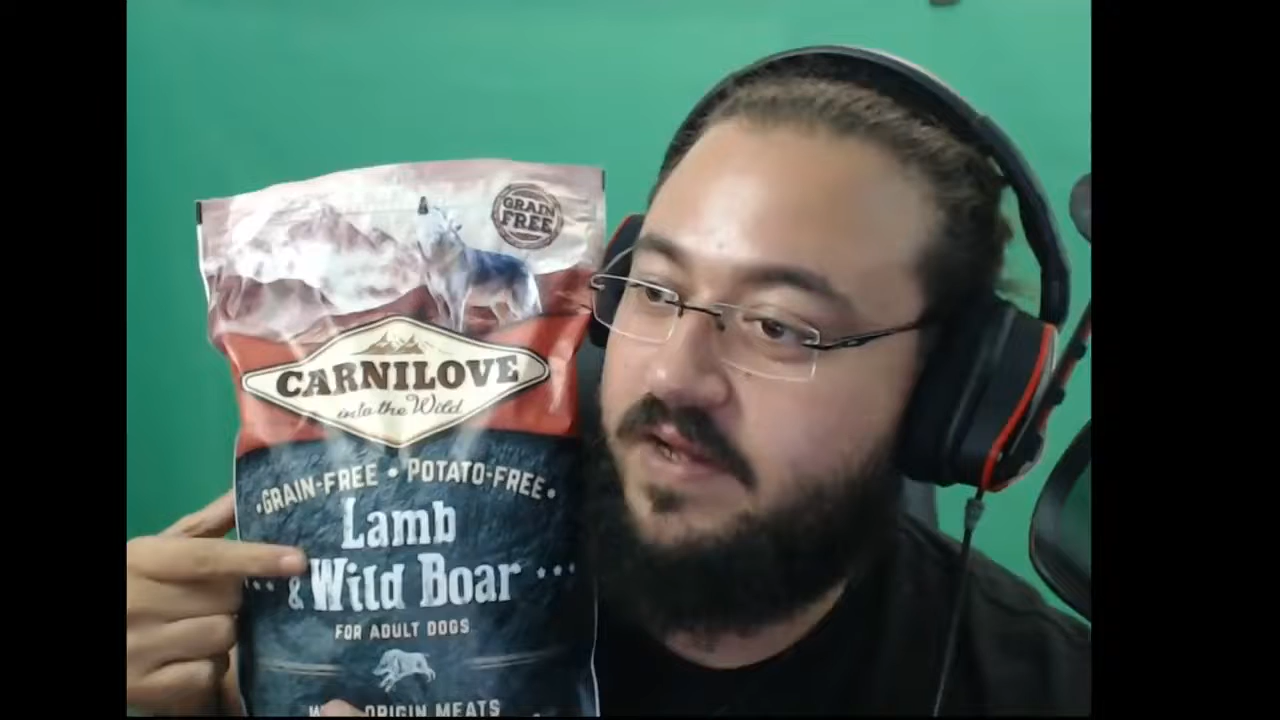 GRAIN
FREE
CARNILOVE
into the Wild
•GRAIN-FREE • POTATO-FREE•
Lamb
& Wild Boar
FOR ADULT DOGS
ORIGIN MEATS